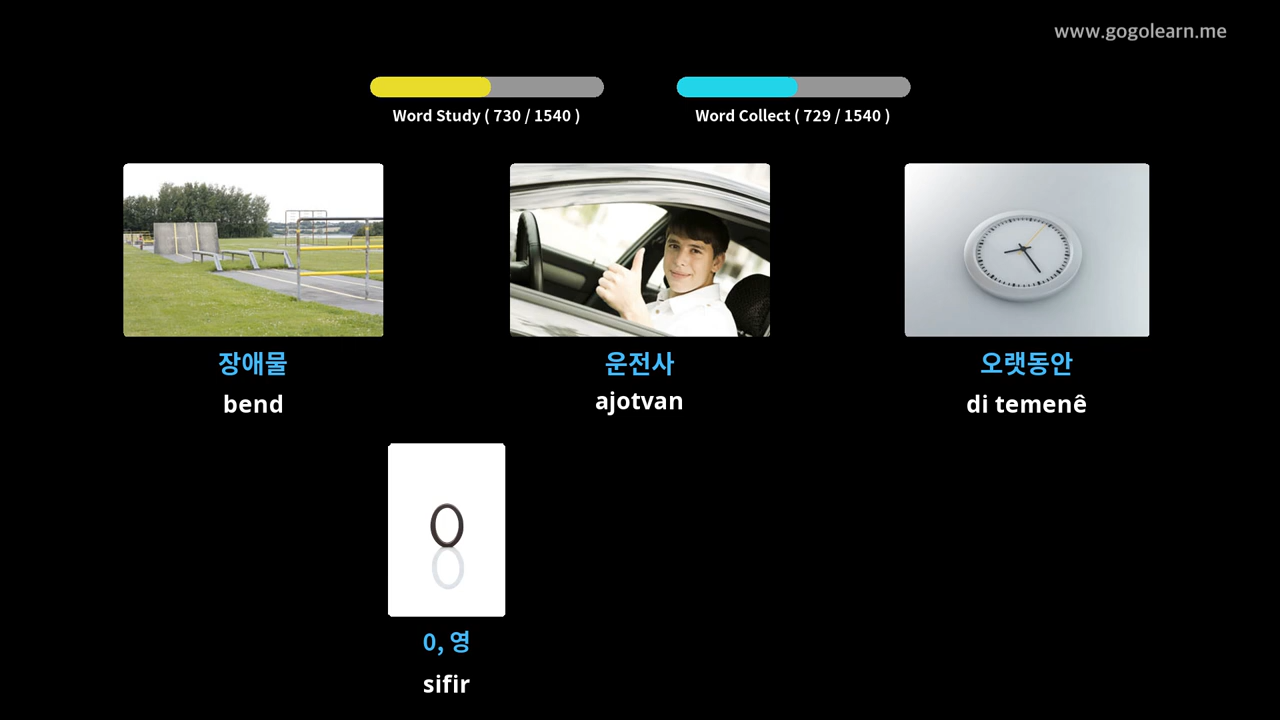 www.gogolearn.me
Word Study ( 730 / 1540 )
Word Collect ( 729 / 1540 )
장애물
bend
운전사
ajotvan
오랫동안
di temenê
0, 영
sifir